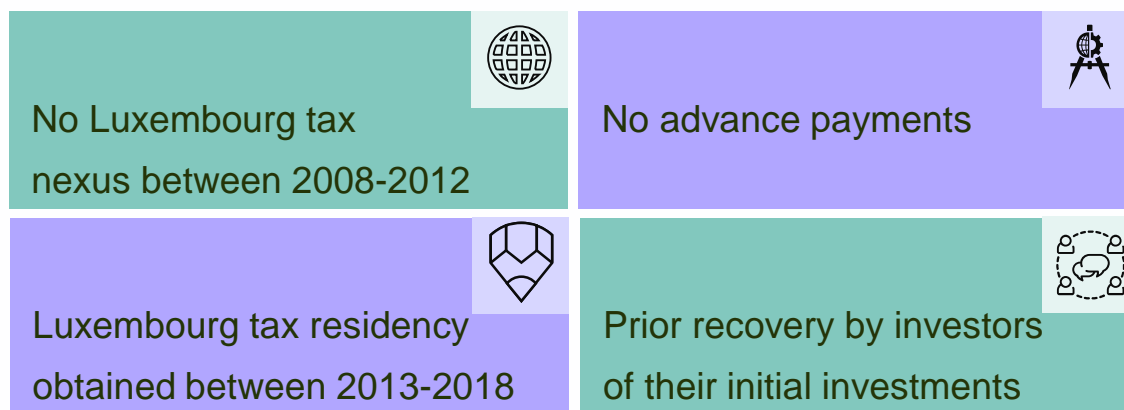 No Luxembourg tax
nexus between 2008-2012
No advance payments
Luxembourg tax residency
obtained between 2013-2018
Prior recovery by investors
of their initial investments